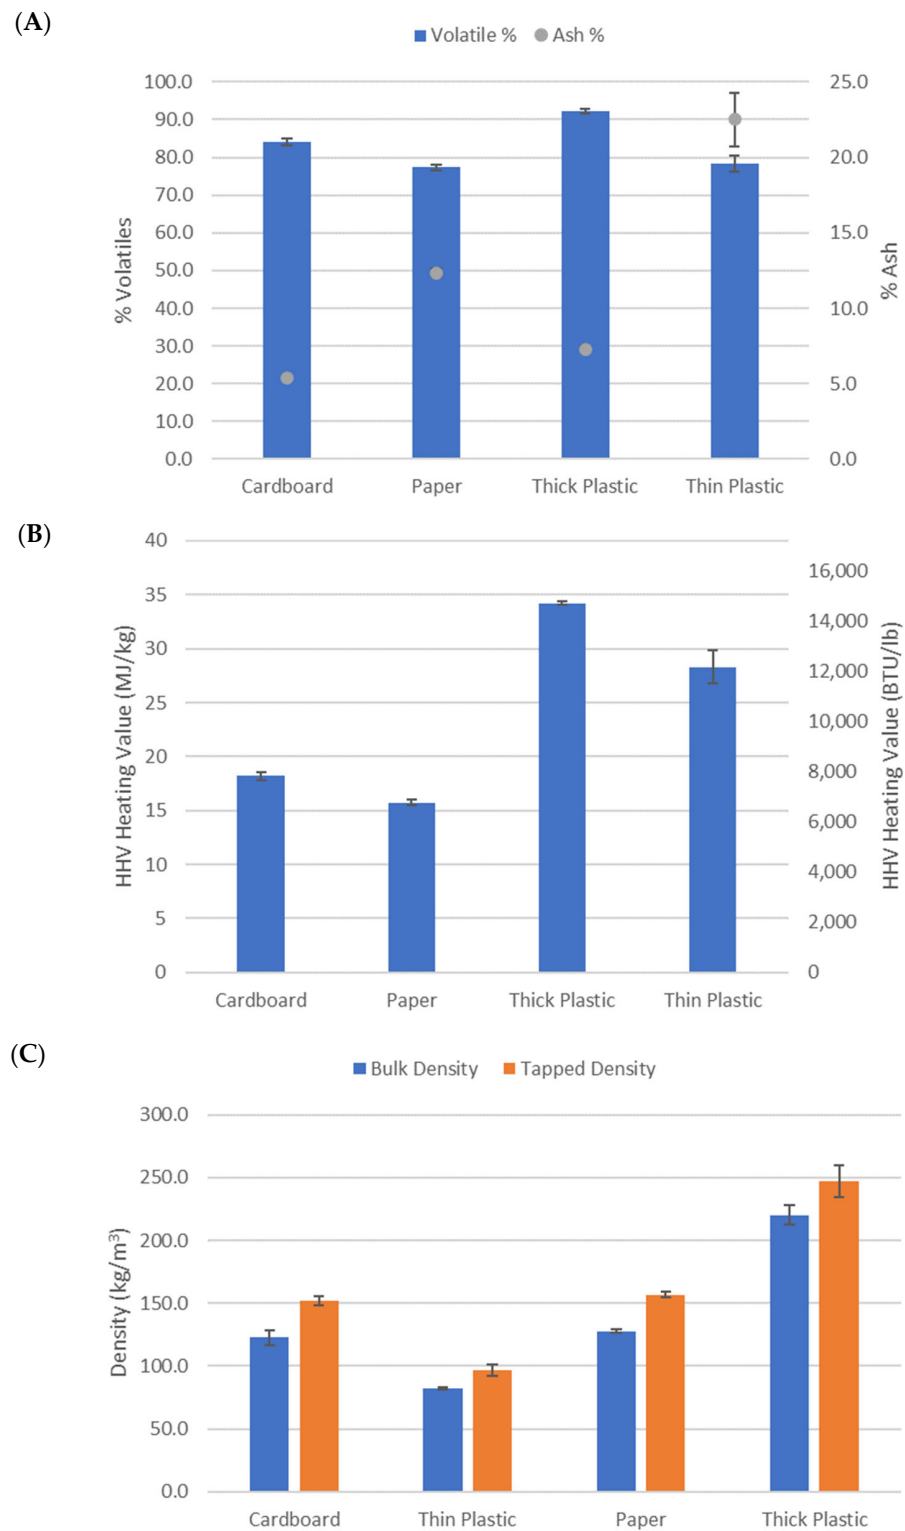 (A)
Volatile % Ash %
100.0 25.0
90.0
80.0 20.0
70.0
60.0 15.0
50.0
40.0 10.0
30.0
20.0 5.0
10.0
0.0 0.0
% Volatiles
% Ash
Cardboard Paper Thick Plastic Thin Plastic
(B)
40
16,000
35
14,000
30
12,000
25
10,000
20
8,000
15
6,000
10
4,000
5
2,000
0 0
HHV Heating Value (MJ/kg)
HHV Heating Value (BTU/lb)
Cardboard Paper Thick Plastic Thin Plastic
(C)
Bulk Density Tapped Density
300.0
250.0
200.0
150.0
100.0
50.0
0.0
Density (kg/m³)
Cardboard Thin Plastic Paper Thick Plastic